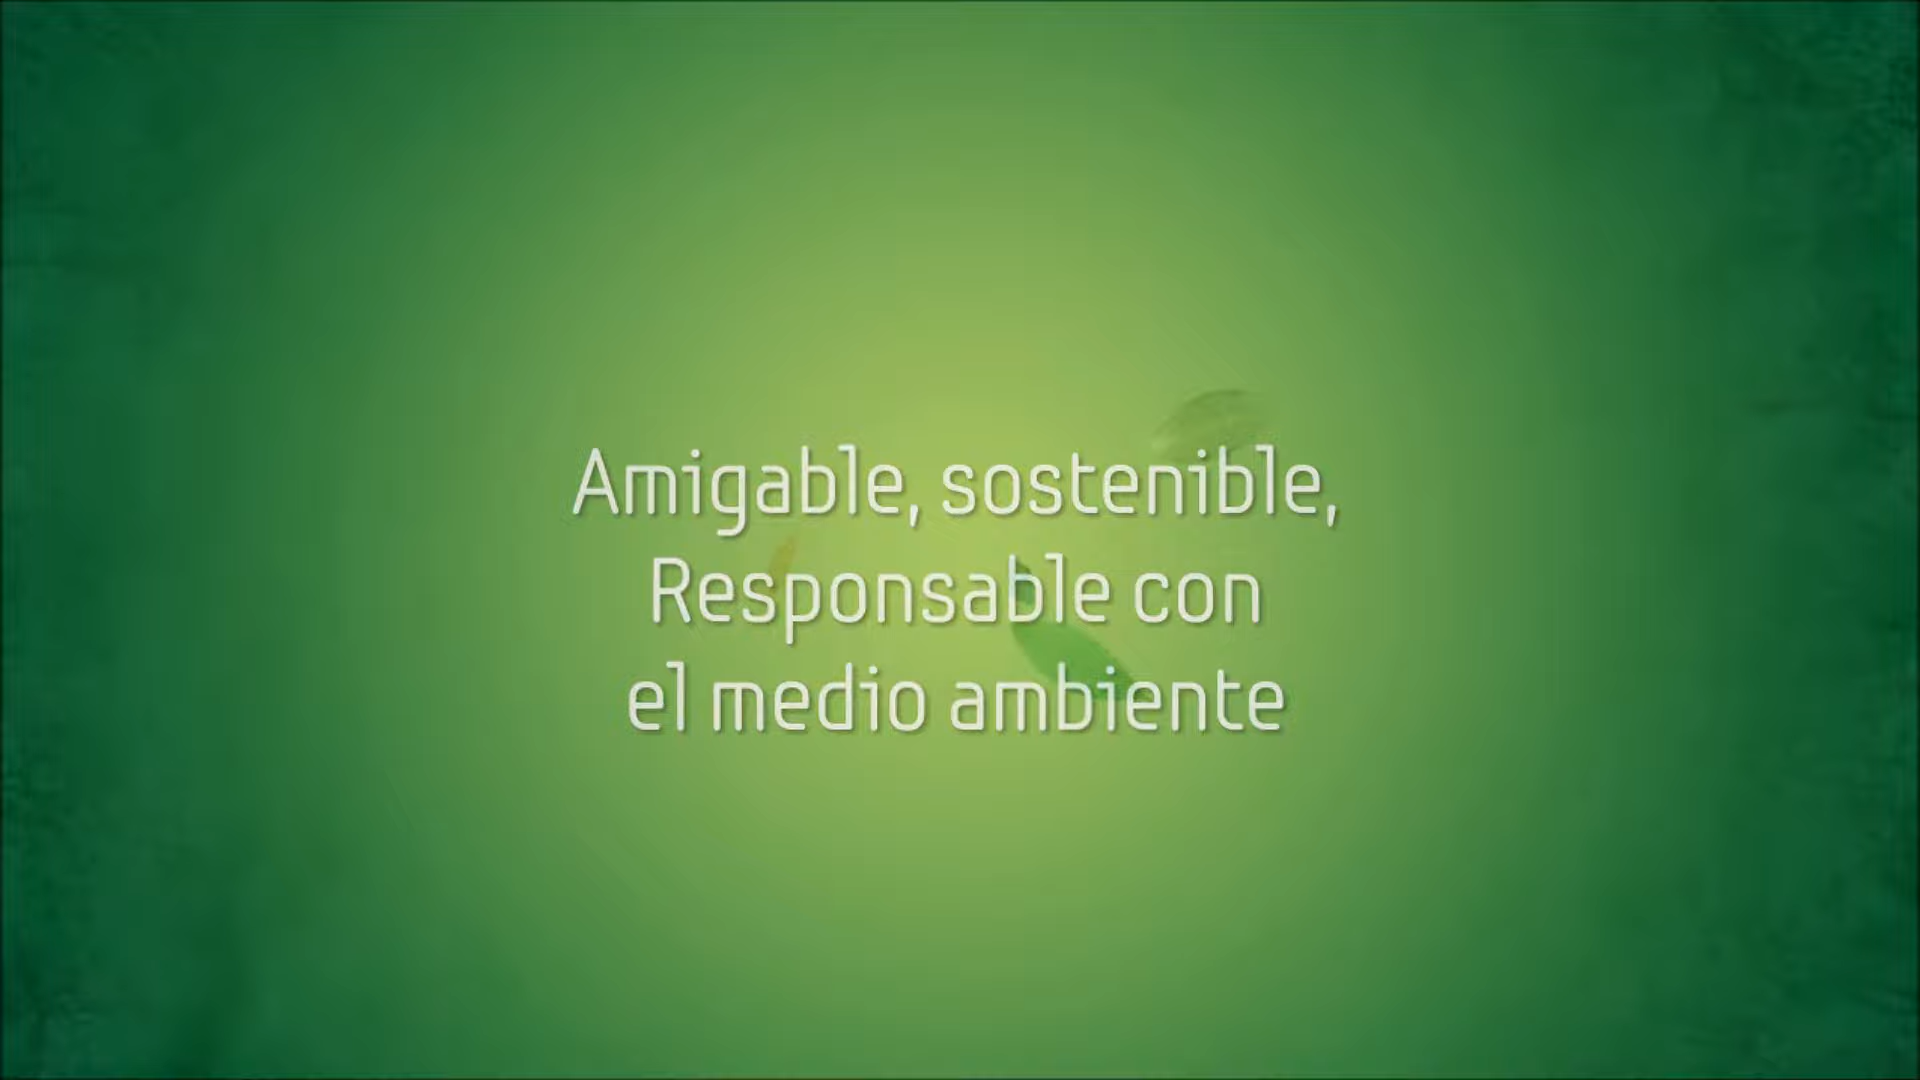 Amigable, sostenible,
Responsable con
el medio ambiente